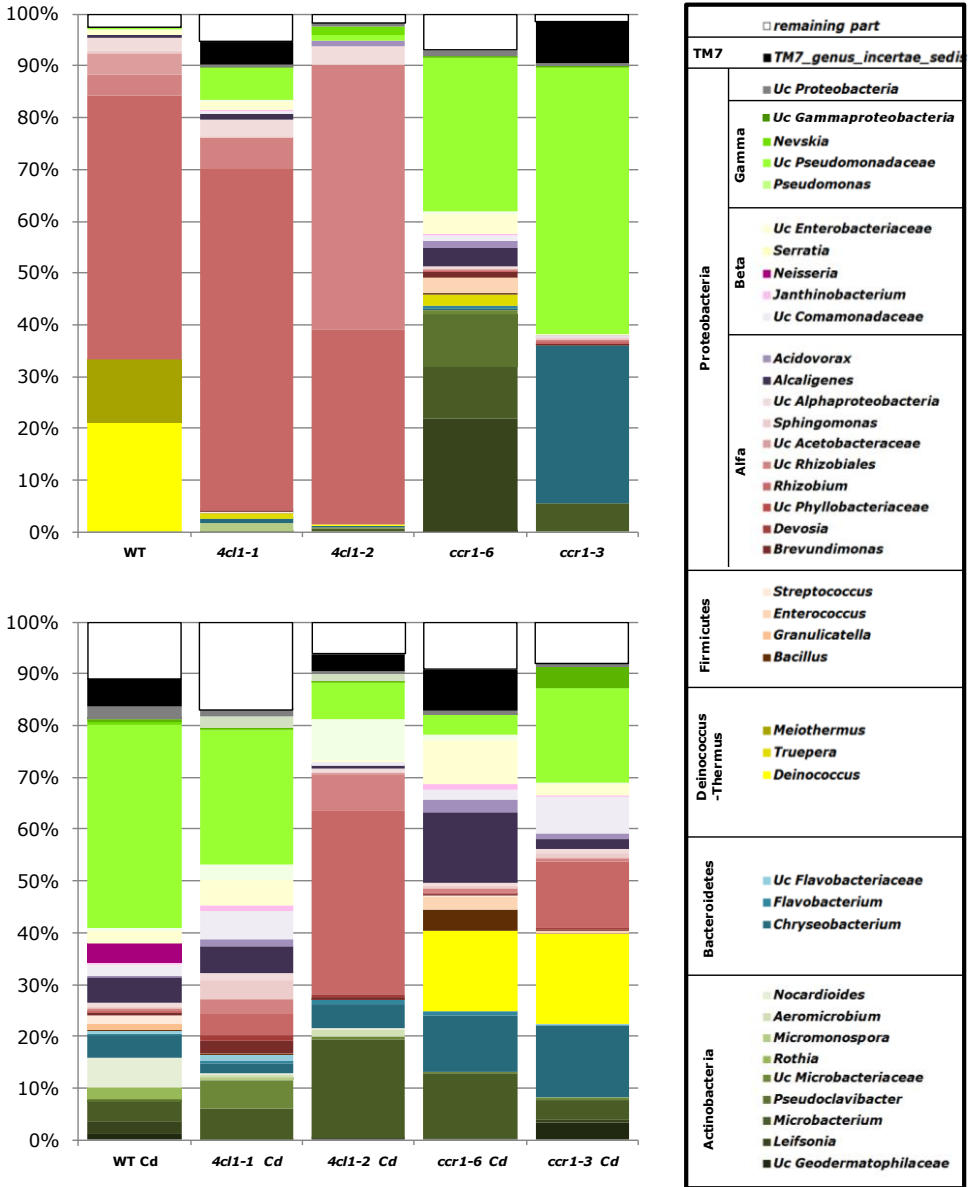 100%
90%
80%
70%
60%
50%
40%
30%
20%
10%
0%
WT
4cl1-1
4cl1-2
ccr1-6
ccr1-3
100%
90%
80%
70%
60%
50%
40%
30%
20%
10%
0%
WT Cd
4cl1-1 Cd
4cl1-2 Cd
ccr1-6 Cd
ccr1-3 Cd
remaining part
TM7
TM7_genus_incertae_sedis
Proteobacteria
Uc Proteobacteria
Gamma
Uc Gammaproteobacteria
Nevskia
Uc Pseudomonadaceae
Pseudomonas
Beta
Uc Enterobacteriaceae
Serratia
Neisseria
Janthinobacterium
Uc Comamonadaceae
Alfa
Acidovorax
Alcaligenes
Uc Alphaproteobacteria
Sphingomonas
Uc Acetobacteraceae
Uc Rhizobiales
Rhizobium
Uc Phyllobacteriaceae
Devosia
Brevundimonas
Firmicutes
Streptococcus
Enterococcus
Granulicatella
Bacillus
Deinococcus
-Thermus
Meiothermus
Truepera
Deinococcus
Bacteroidetes
Uc Flavobacteriaceae
Flavobacterium
Chryseobacterium
Actinobacteria
Nocardioides
Aeromicrobium
Micromonospora
Rothia
Uc Microbacteriaceae
Pseudoclavibacter
Microbacterium
Leifsonia
Uc Geodermatophilaceae